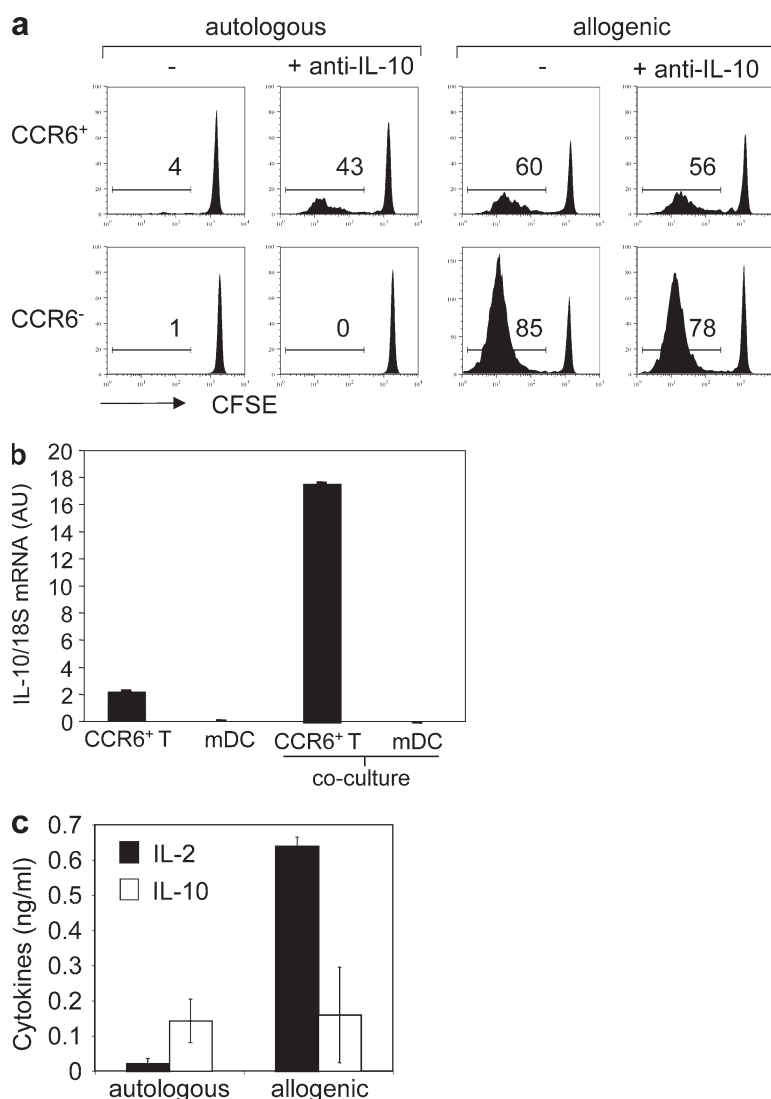 a
autologous
allogenic
-
+ anti-IL-10
-
+ anti-IL-10
CCR6⁺
4
43
60
56
CCR6⁻
1
0
85
78
CFSE
b
IL-10/18S mRNA (AU)
20
18
16
14
12
10
8
6
4
2
0
CCR6⁺ T
mDC
CCR6⁺ T
mDC
co-culture
c
Cytokines (ng/ml)
0.7
0.6
0.5
0.4
0.3
0.2
0.1
0
IL-2
IL-10
autologous
allogenic